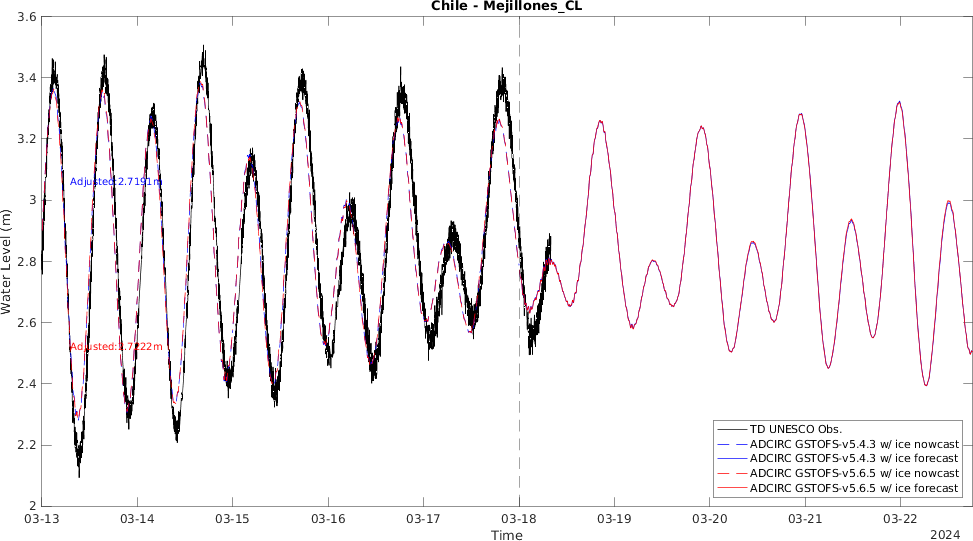 Chile - Mejillones_CL
3.6
3.4
3.2
3
2.8
2.6
2.4
2.2
2
Water Level (m)
Adjusted:2.7191m
Adjusted:2.7222m
TD UNESCO Obs.
ADCIRC GSTOFS-v5.4.3 w/ ice nowcast
ADCIRC GSTOFS-v5.4.3 w/ ice forecast
ADCIRC GSTOFS-v5.6.5 w/ ice nowcast
ADCIRC GSTOFS-v5.6.5 w/ ice forecast
03-13 03-14 03-15 03-16 03-17 03-18 03-19 03-20 03-21 03-22
Time
2024